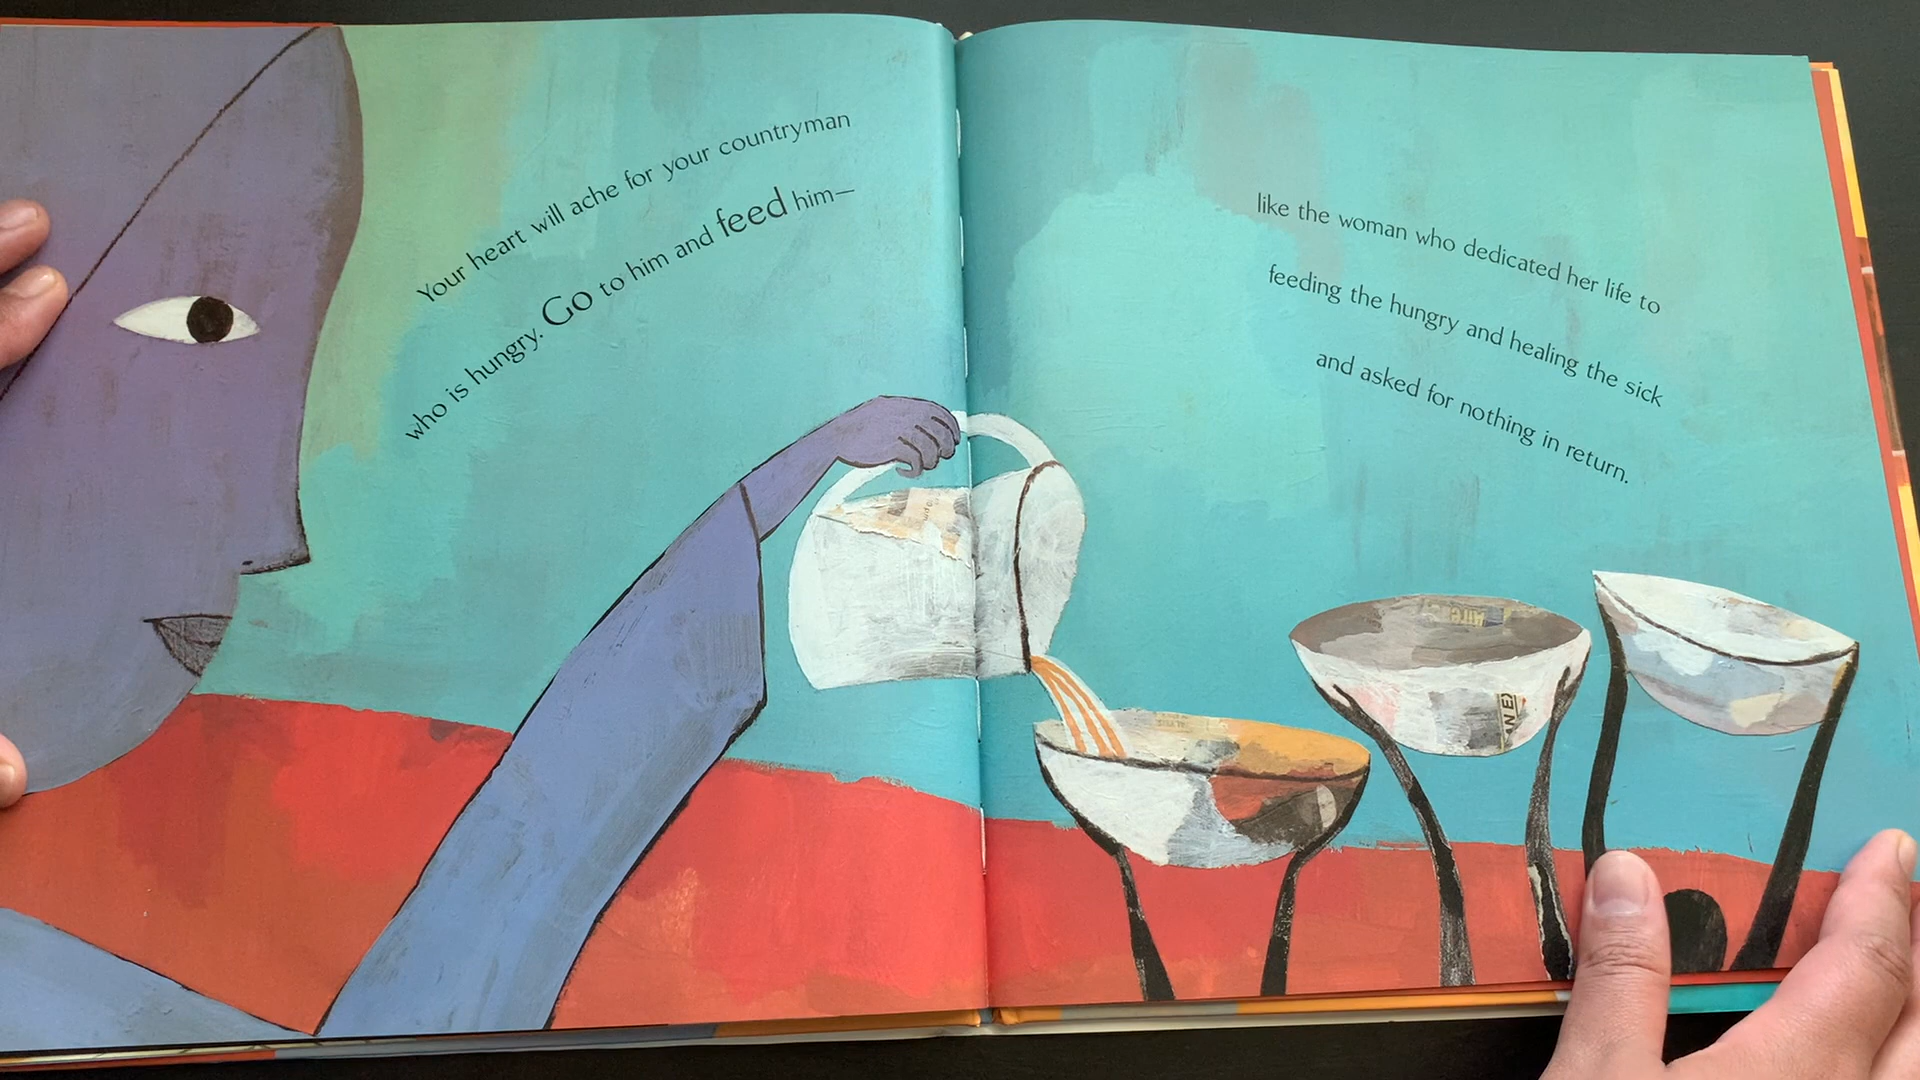 Your heart will ache for your countryman
who is hungry. Go to him and feed him—
like the woman who dedicated her life to
feeding the hungry and healing the sick
and asked for nothing in return.